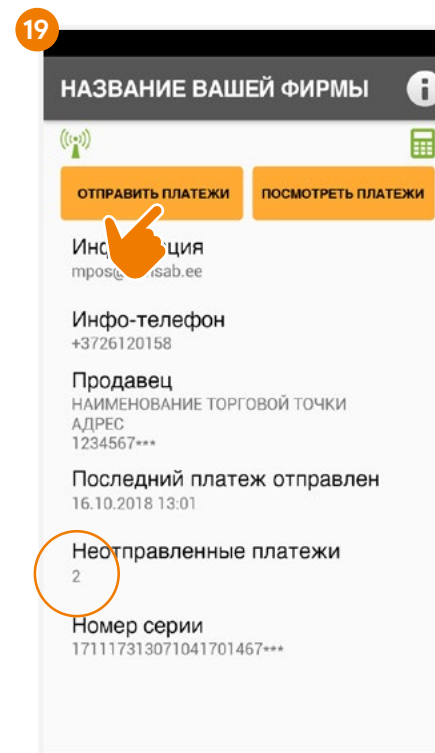 19
НАЗВАНИЕ ВАШЕЙ ФИРМЫ
ОТПРАВИТЬ ПЛАТЕЖИ
ПОСМОТРЕТЬ ПЛАТЕЖИ
+3726120158
Инфо-телефон
Продавец
НАИМЕНОВАНИЕ ТОРГОВОЙ ТОЧКИ
АДРЕС
1234567***
Последний платеж отправлен
16.10.2018 13:01
Неотправленные платежи
2
Номер серии
171117313071041701467***